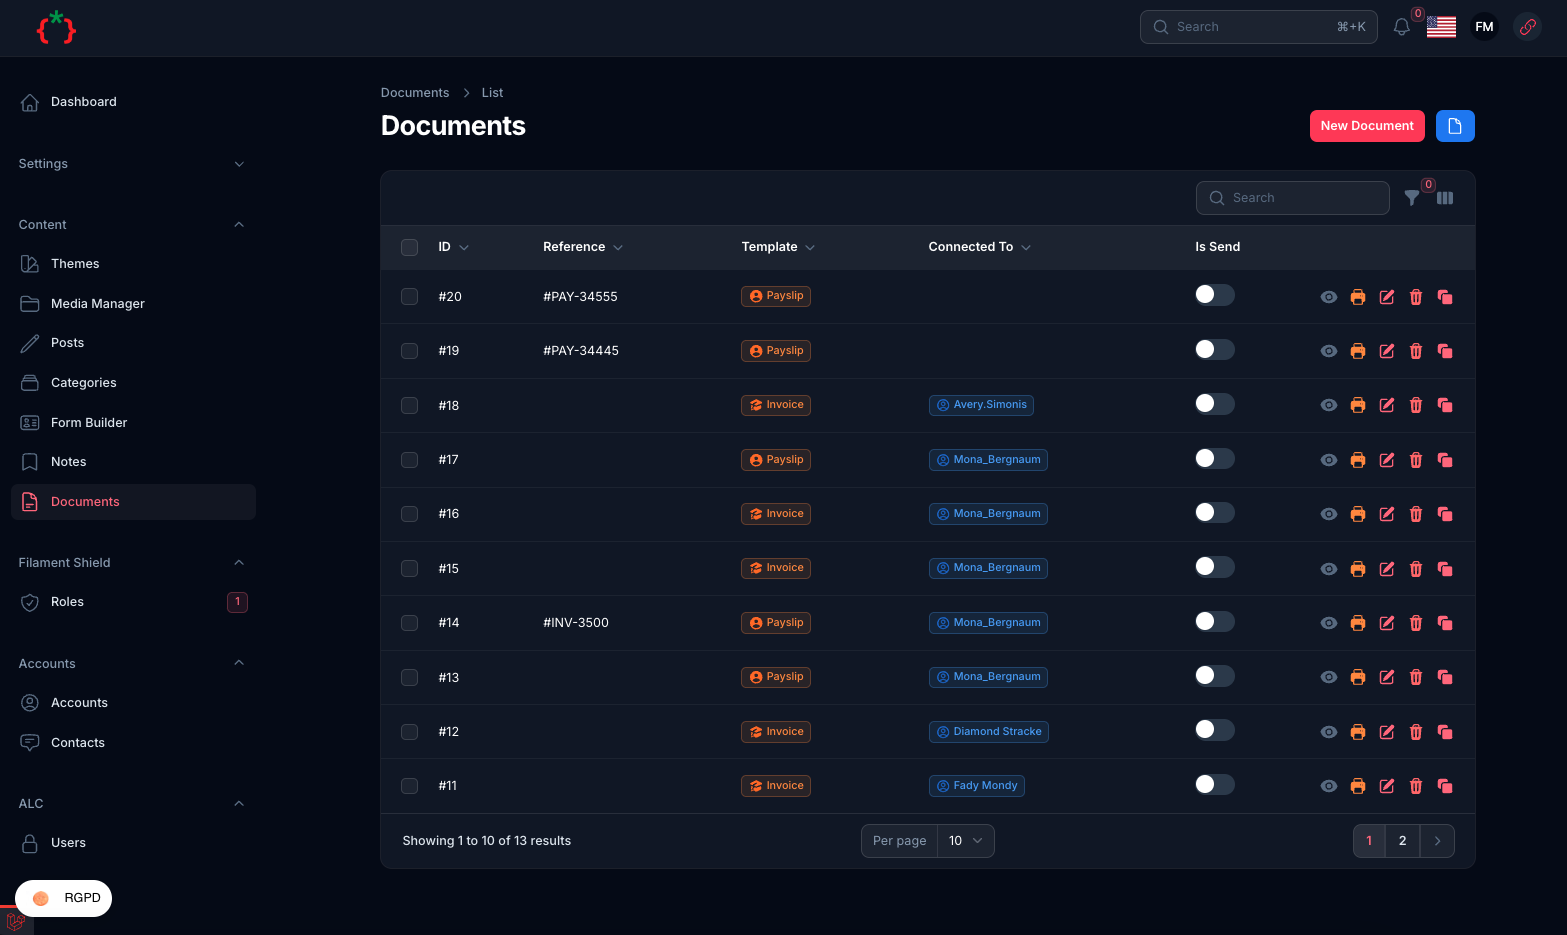 Search ⌘+K 0 FM
Dashboard
Settings
Content
Themes
Media Manager
Posts
Categories
Form Builder
Notes
Documents
Filament Shield
Roles 1
Accounts
Accounts
Contacts
ALC
Users
RGPD
Documents > List
Documents
New Document
Search 0
ID Reference Template Connected To Is Send
#20 #PAY-34555 Payslip
#19 #PAY-34445 Payslip
#18 Invoice Avery.Simonis
#17 Payslip Mona_Bergnaum
#16 Invoice Mona_Bergnaum
#15 Invoice Mona_Bergnaum
#14 #INV-3500 Payslip Mona_Bergnaum
#13 Payslip Mona_Bergnaum
#12 Invoice Diamond Stracke
#11 Invoice Fady Mondy
Showing 1 to 10 of 13 results Per page 10 1 2